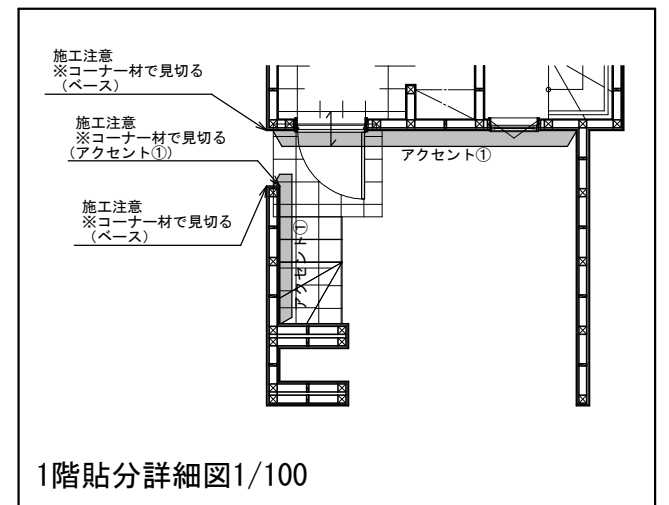 施工注意
※コーナー材で見切る
（ベース）
施工注意
※コーナー材で見切る
（アクセント①）
施工注意
※コーナー材で見切る
（ベース）
アクセント①
アクセント①
1階貼分詳細図1/100